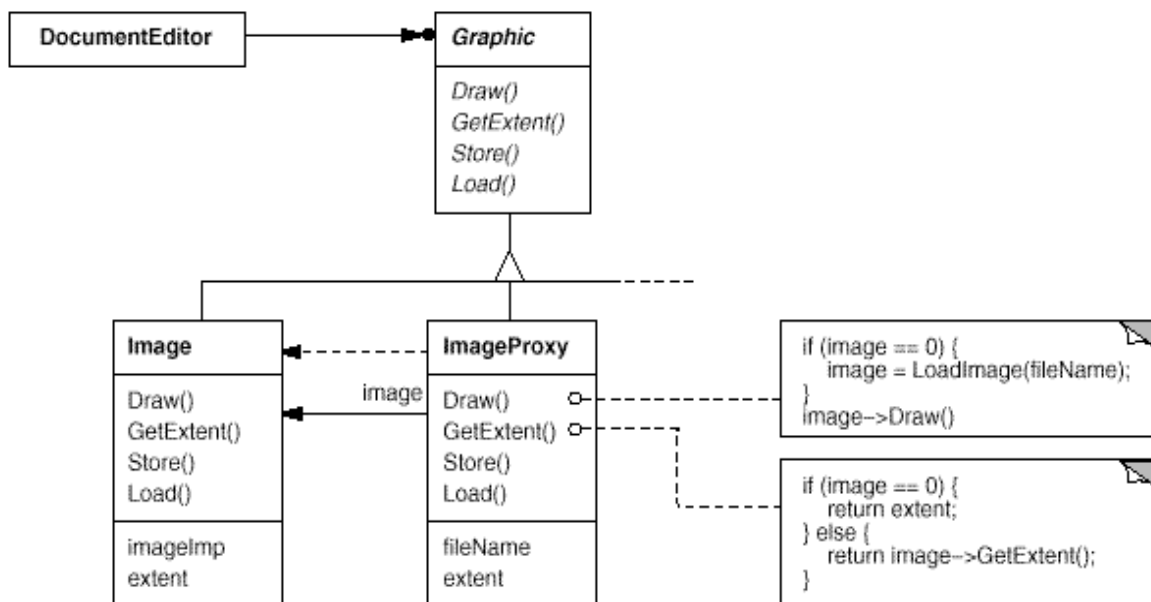 DocumentEditor
Graphic
Draw()
GetExtent()
Store()
Load()
Image
Draw()
GetExtent()
Store()
Load()
imageImp
extent
image
ImageProxy
Draw()
GetExtent()
Store()
Load()
fileName
extent
if (image == 0) {
image = LoadImage(fileName);
}
image->Draw()
if (image == 0) {
return extent;
} else {
return image->GetExtent();
}